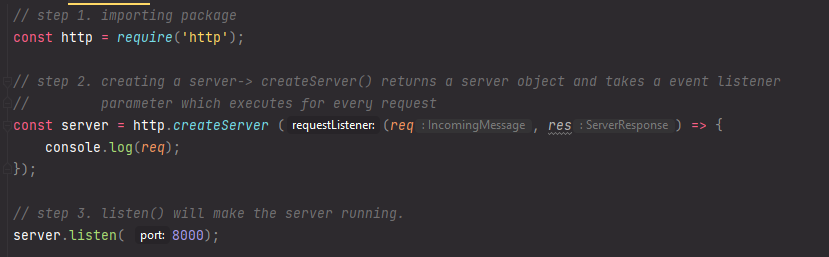 // step 1. importing package
const http = require('http');
// step 2. creating a server-> createServer() returns a server object and takes a event listener
//         parameter which executes for every request
const server = http.createServer ( requestListener: (req : IncomingMessage , res : ServerResponse ) => {
    console.log(req);
});
// step 3. listen() will make the server running.
server.listen( port: 8000);